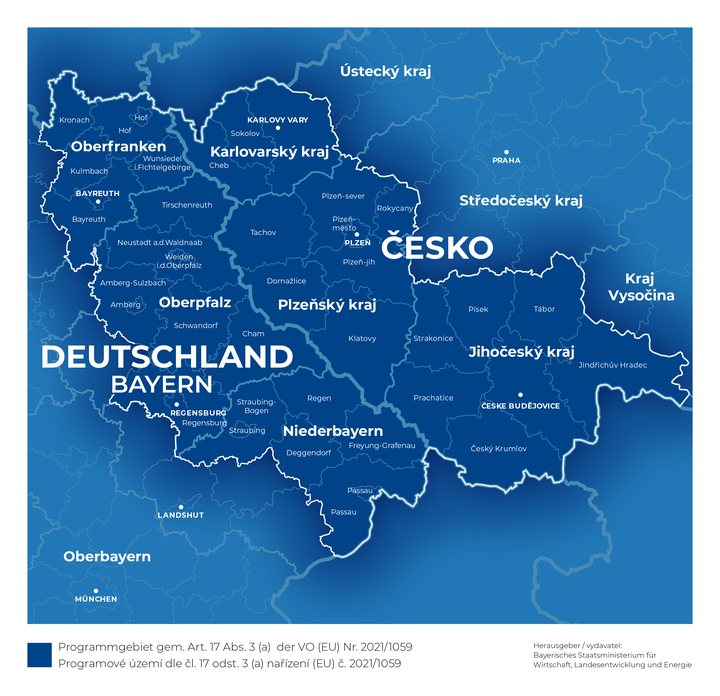 Ústecký kraj
KARLOVY VARY
Kronach
Hof
Hof
Sokolov
Oberfranken
Karlovarský kraj
Wunsiedel
i.Fichtelgebirge
Cheb
PRAHA
Kulmbach
BAYREUTH
Plzeň-sever
Středočeský kraj
Tirschenreuth
Rokycany
Bayreuth
Plzeň-
město
Tachov
PLZEŇ
ČESKO
Neustadt a.d.Waldnaab
Weiden
i.d.Oberpfalz
Plzeň-jih
Kraj
Vysočina
Amberg-Sulzbach
Domažlice
Oberpfalz
Plzeňský kraj
Amberg
Písek
Tábor
Schwandorf
Cham
Klatovy
Strakonice
DEUTSCHLAND
Jihočeský kraj
Jindřichův Hradec
BAYERN
Regen
Prachatice
Straubing-
Bogen
ČESKE BUDĚJOVICE
REGENSBURG
Regensburg
Straubing
Niederbayern
Freyung-Grafenau
Deggendorf
Český Krumlov
Passau
Passau
LANDSHUT
Oberbayern
MÜNCHEN
Programmgebiet gem. Art. 17 Abs. 3 (a) der VO (EU) Nr. 2021/1059
Programové území dle čl. 17 odst. 3 (a) nařízení (EU) č. 2021/1059
Herausgeber / vydavatel:
Bayerisches Staatsministerium für
Wirtschaft, Landesentwicklung und Energie